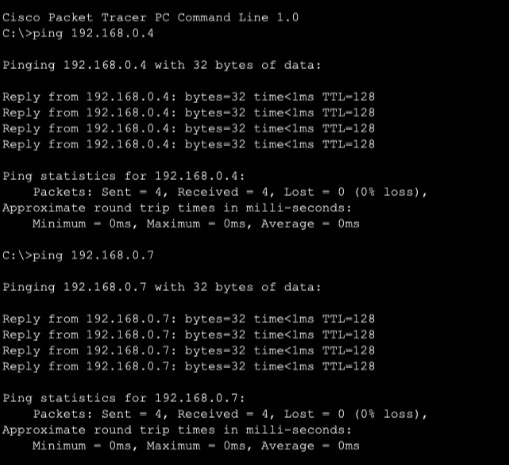 Cisco Packet Tracer PC Command Line 1.0
C:\>ping 192.168.0.4
Pinging 192.168.0.4 with 32 bytes of data:
Reply from 192.168.0.4: bytes=32 time<1ms TTL=128
Reply from 192.168.0.4: bytes=32 time<1ms TTL=128
Reply from 192.168.0.4: bytes=32 time<1ms TTL=128
Reply from 192.168.0.4: bytes=32 time<1ms TTL=128
Ping statistics for 192.168.0.4:
    Packets: Sent = 4, Received = 4, Lost = 0 (0% loss),
Approximate round trip times in milli-seconds:
    Minimum = 0ms, Maximum = 0ms, Average = 0ms
C:\>ping 192.168.0.7
Pinging 192.168.0.7 with 32 bytes of data:
Reply from 192.168.0.7: bytes=32 time<1ms TTL=128
Reply from 192.168.0.7: bytes=32 time<1ms TTL=128
Reply from 192.168.0.7: bytes=32 time<1ms TTL=128
Reply from 192.168.0.7: bytes=32 time<1ms TTL=128
Ping statistics for 192.168.0.7:
    Packets: Sent = 4, Received = 4, Lost = 0 (0% loss),
Approximate round trip times in milli-seconds:
    Minimum = 0ms, Maximum = 0ms, Average = 0ms